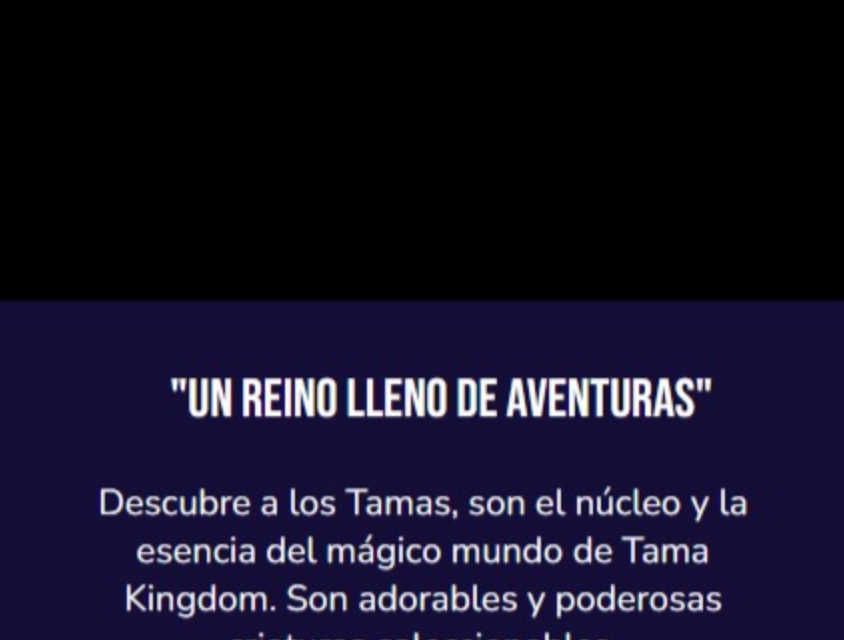 "UN REINO LLENO DE AVENTURAS"
Descubre a los Tamas, son el núcleo y la
esencia del mágico mundo de Tama
Kingdom. Son adorables y poderosas